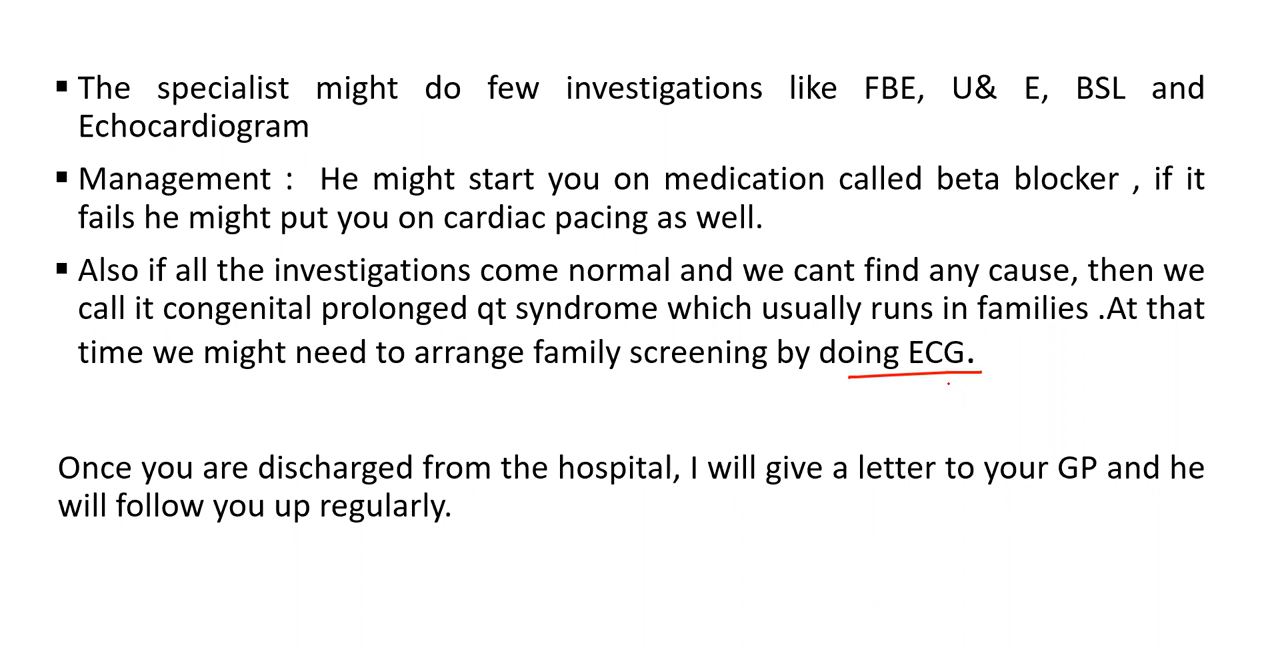 ▪ The specialist might do few investigations like FBE, U& E, BSL and
Echocardiogram
▪ Management : He might start you on medication called beta blocker , if it
fails he might put you on cardiac pacing as well.
▪ Also if all the investigations come normal and we cant find any cause, then we
call it congenital prolonged qt syndrome which usually runs in families .At that
time we might need to arrange family screening by doing ECG.
Once you are discharged from the hospital, I will give a letter to your GP and he
will follow you up regularly.